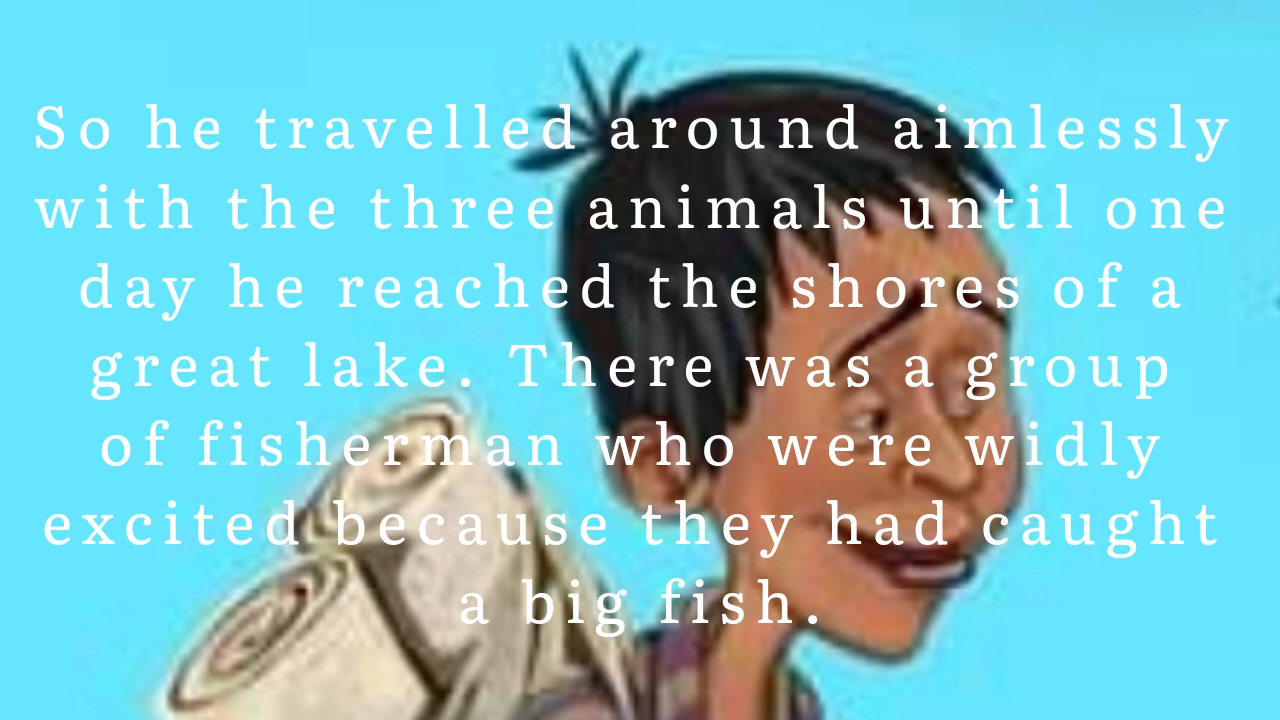 So he travelled around aimlessly
with the three animals until one
day he reached the shores of a
great lake. There was a group
of fisherman who were widly
excited because they had caught
a big fish.